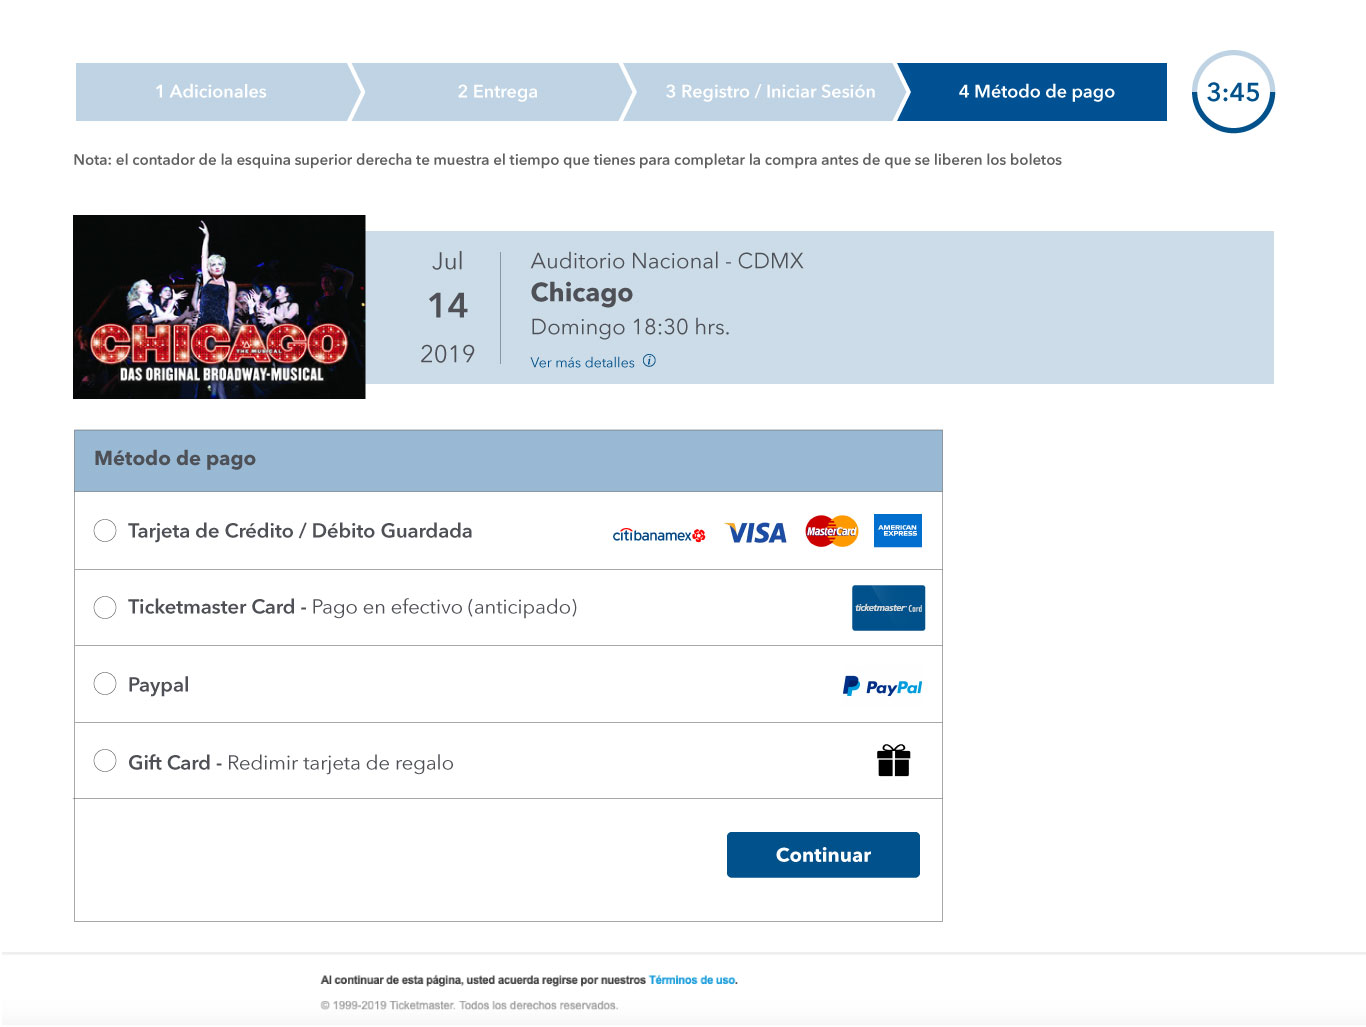 1 Adicionales
2 Entrega
3 Registro / Iniciar Sesión
4 Método de pago
3:45
Nota: el contador de la esquina superior derecha te muestra el tiempo que tienes para completar la compra antes de que se liberen los boletos
CHICAGO
THE MUSICAL
DAS ORIGINAL BROADWAY-MUSICAL
Jul
14
2019
Auditorio Nacional - CDMX
Chicago
Domingo 18:30 hrs.
Ver más detalles
Método de pago
Tarjeta de Crédito / Débito Guardada
citibanamex
VISA
MasterCard
AMERICAN
EXPRESS
Ticketmaster Card - Pago en efectivo (anticipado)
ticketmaster Card
Paypal
PayPal
Gift Card - Redimir tarjeta de regalo
Continuar
Al continuar de esta página, usted acuerda regirse por nuestros Términos de uso.
© 1999-2019 Ticketmaster. Todos los derechos reservados.